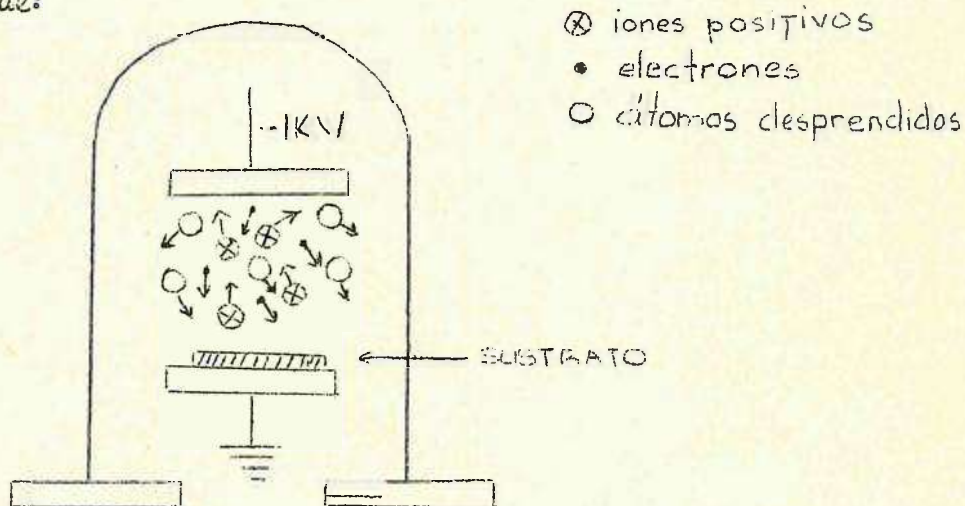 ⊗ iones positivos
• electrones
○ átomos desprendidos
-1KV
SUSTRATO